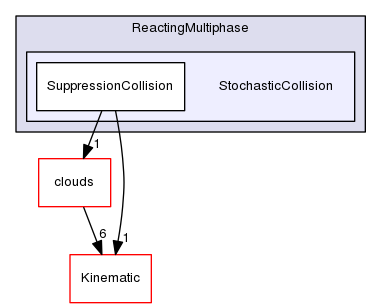 ReactingMultiphase
SuppressionCollision
StochasticCollision
1
clouds
6
1
Kinematic